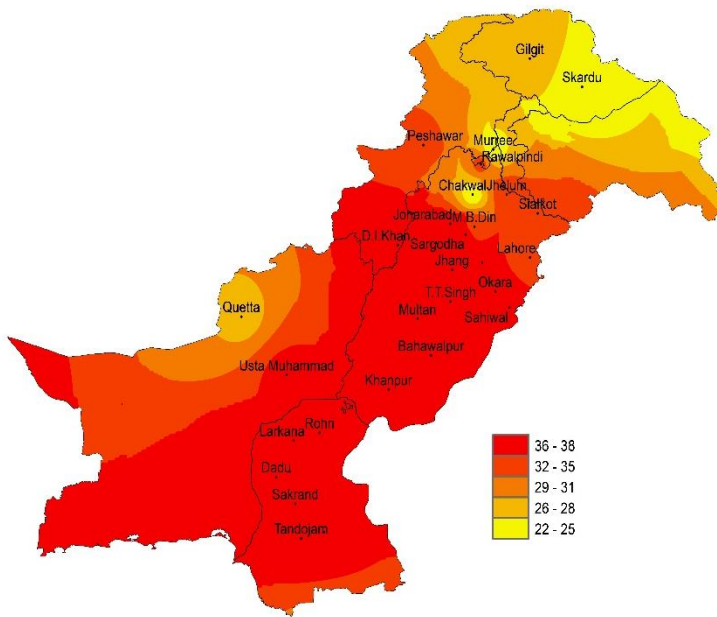 Gilgit
Skardu
Peshawar
Murree
Rawalpindi
Chakwal
Jhelum
Sialkot
Joharabad
M.B.Din
D.I.Khan
Sargodha
Lahore
Jhang
Okara
T.T.Singh
Quetta
Multan
Sahiwal
Bahawalpur
Usta Muhammad
Khanpur
Rohri
Larkana
Dadu
Sakrand
Tandojam
36 - 38
32 - 35
29 - 31
26 - 28
22 - 25